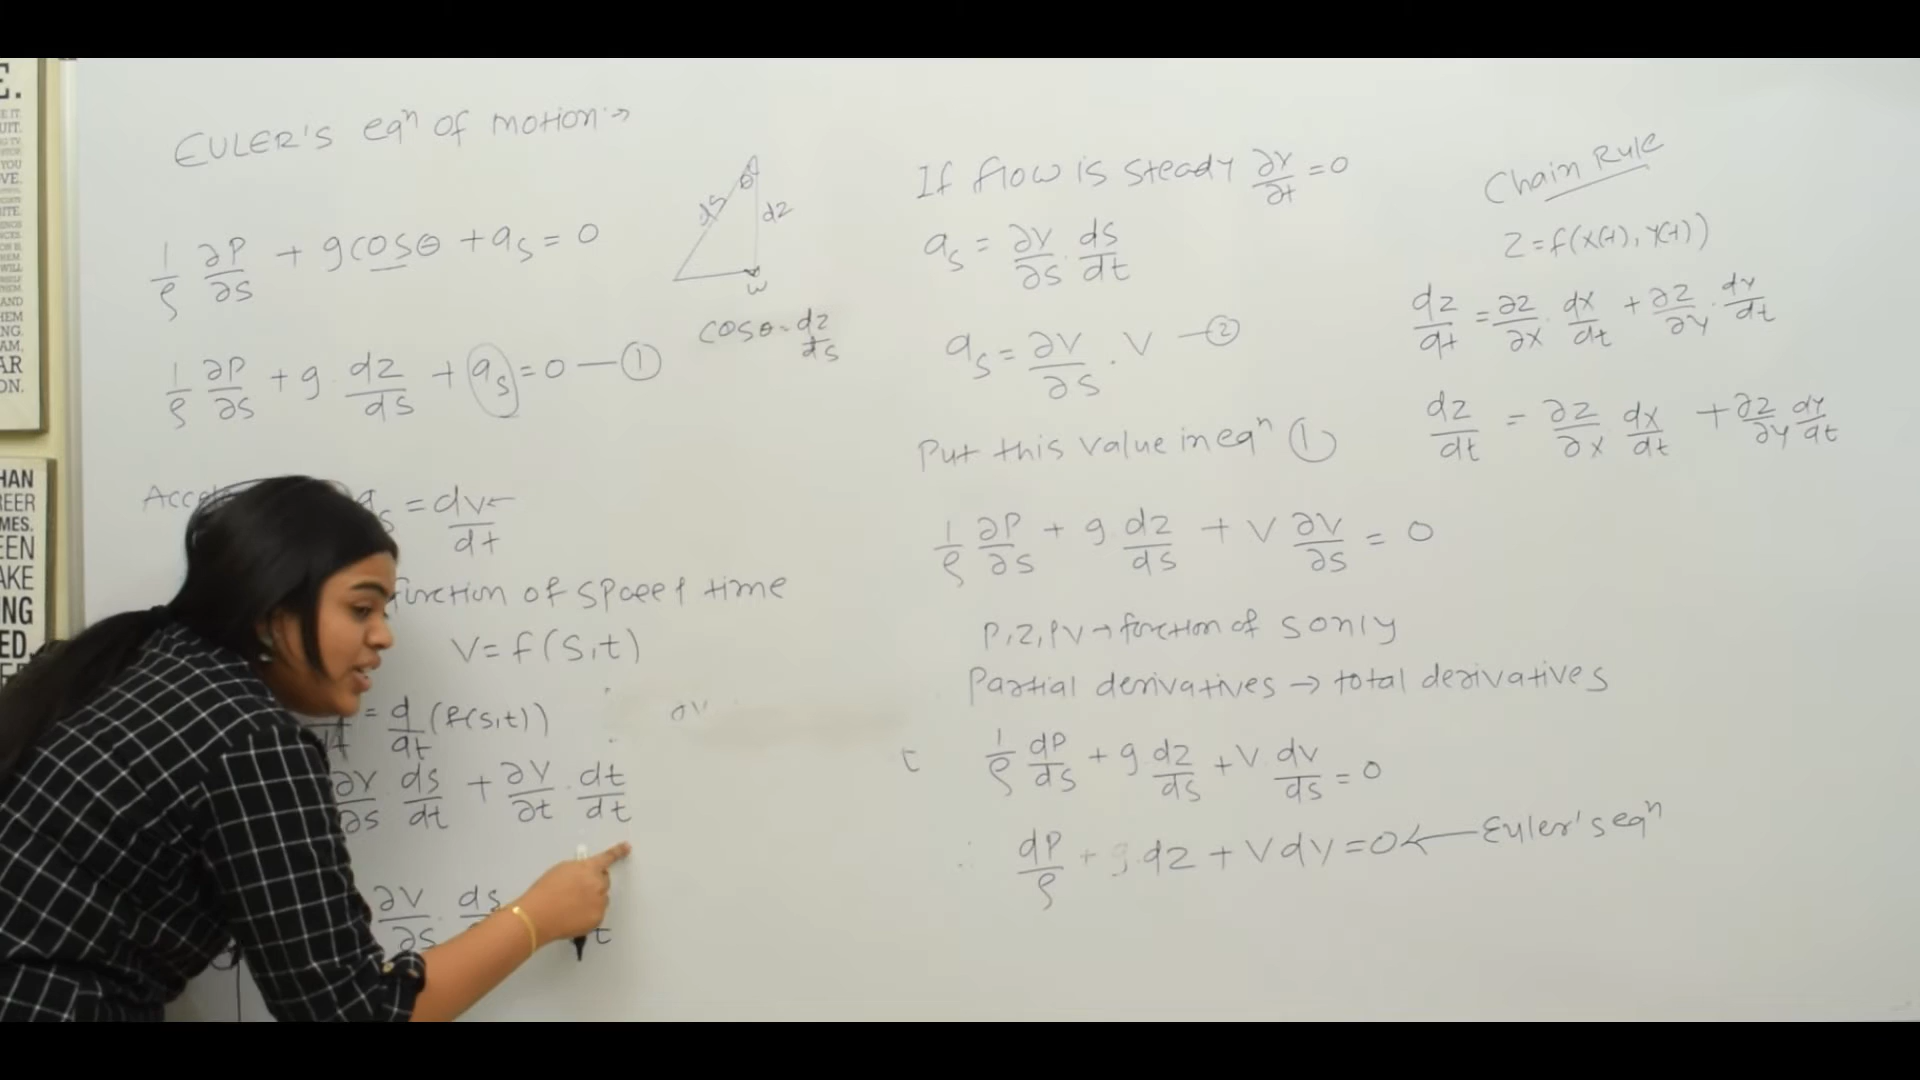 EULER'S eqⁿ of motion:→
1/ρ ∂P/∂S + g cosθ + a_S = 0
1/ρ ∂P/∂S + g dz/ds + a_S = 0 — ①
θ
ds
dz
w
cosθ = dz/ds
a_S = dv/dt
function of space & time
V = f(S,t)
= d/dt (f(s,t))
∂V/∂S ds/dt + ∂V/∂t . dt/dt
∂V/∂S . ds
If flow is steady ∂V/∂t = 0
a_S = ∂V/∂S . ds/dt
a_S = ∂V/∂S . V — ②
Put this value in eqⁿ ①
1/ρ ∂P/∂S + g dz/ds + V ∂V/∂S = 0
P, Z, & V → function of S only
Partial derivatives → total derivatives
1/ρ dP/ds + g dz/ds + V dv/ds = 0
∴ dP/ρ + g dz + V dv = 0 ← Euler's eqⁿ
Chain Rule
Z = f(x(t), y(t))
dz/dt = ∂z/∂x . dx/dt + ∂z/∂y . dy/dt
dz/dt = ∂z/∂x dx/dt + ∂z/∂y dy/dt